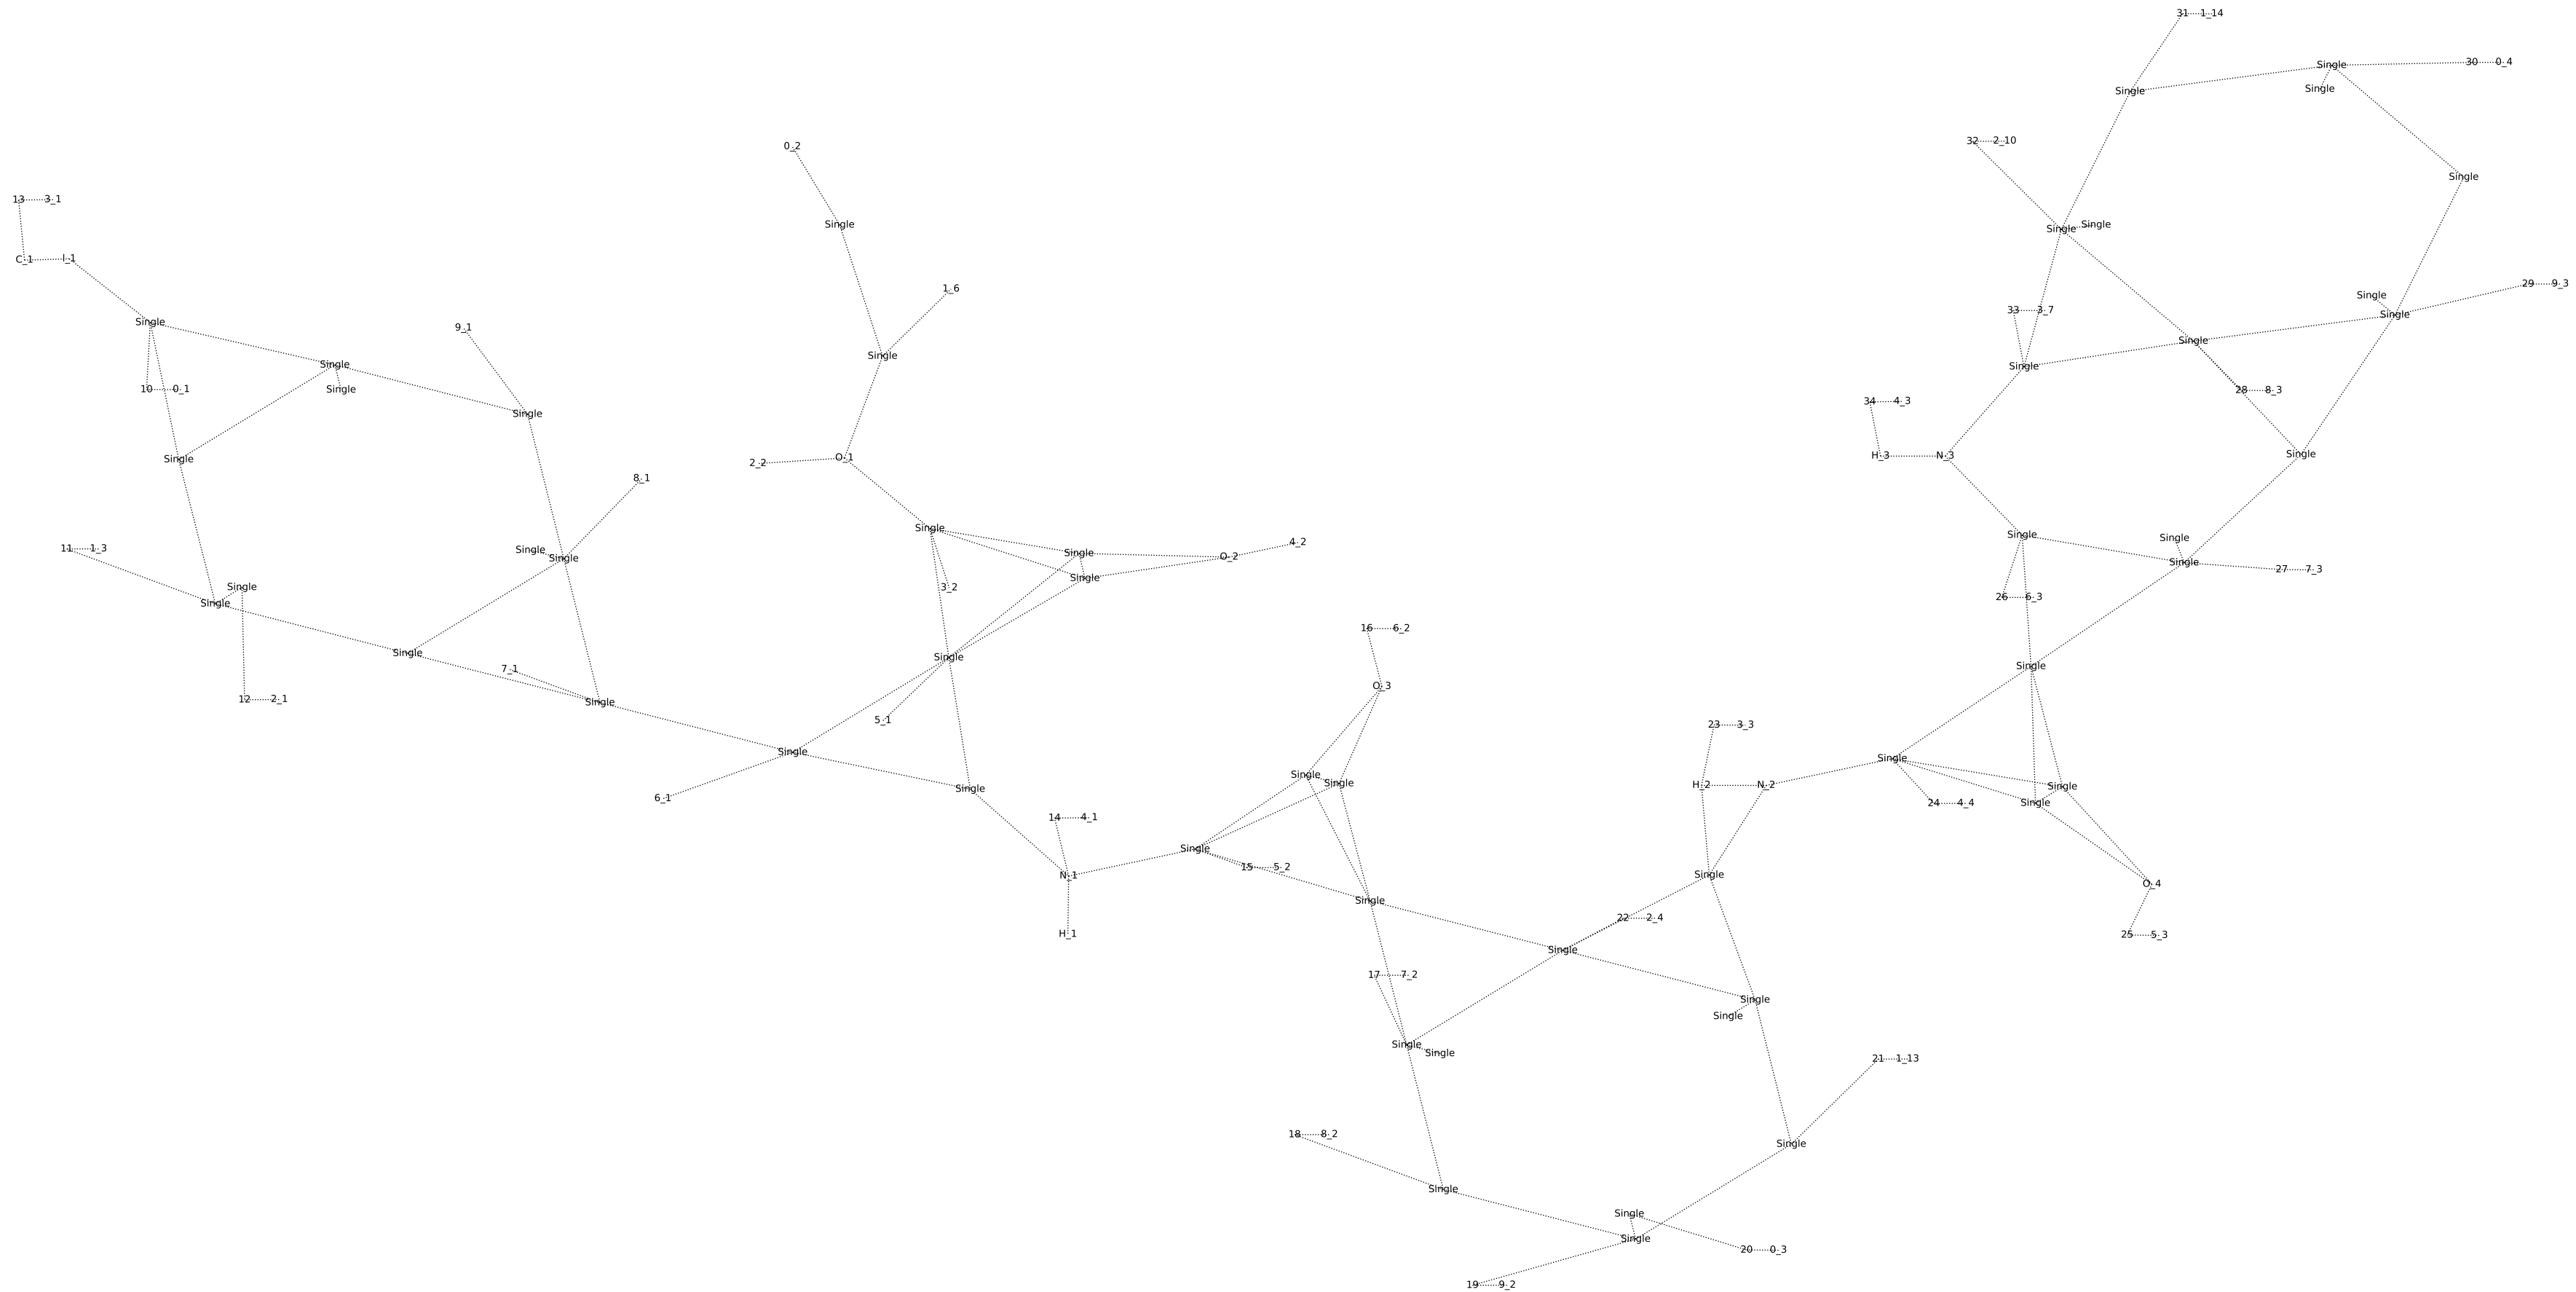 31 1_14
Single 30 0_4
Single
Single
32 2_10
0_2
Single
13 3_1
Single
Single Single
C_1 I_1
29 9_3
1_6
Single
33 3_7
Single
Single
9_1
Single
Single
Single
Single
Single
10 0_1
28 8_3
34 4_3
Single
Single
H_3 N_3
2_2 O_1
Single
8_1
Single
Single
Single
4_2
11 1_3
Single
Single
Single
O_2
Single
27 7_3
Single
Single
3_2
26 6_3
Single
16 6_2
Single
Single
Single
7_1
O_3
12 2_1
Single
5_1
23 3_3
Single
Single
Single
Single
H_2 N_2
Single
Single
6_1
24 4_4
Single
14 4_1
Single
15 5_2
N_1
Single
O_4
Single
22 2_4
H_1
25 5_3
Single
17 7_2
Single
Single
Single
Single
21 1_13
18 8_2
Single
Single
Single
Single
20 0_3
19 9_2